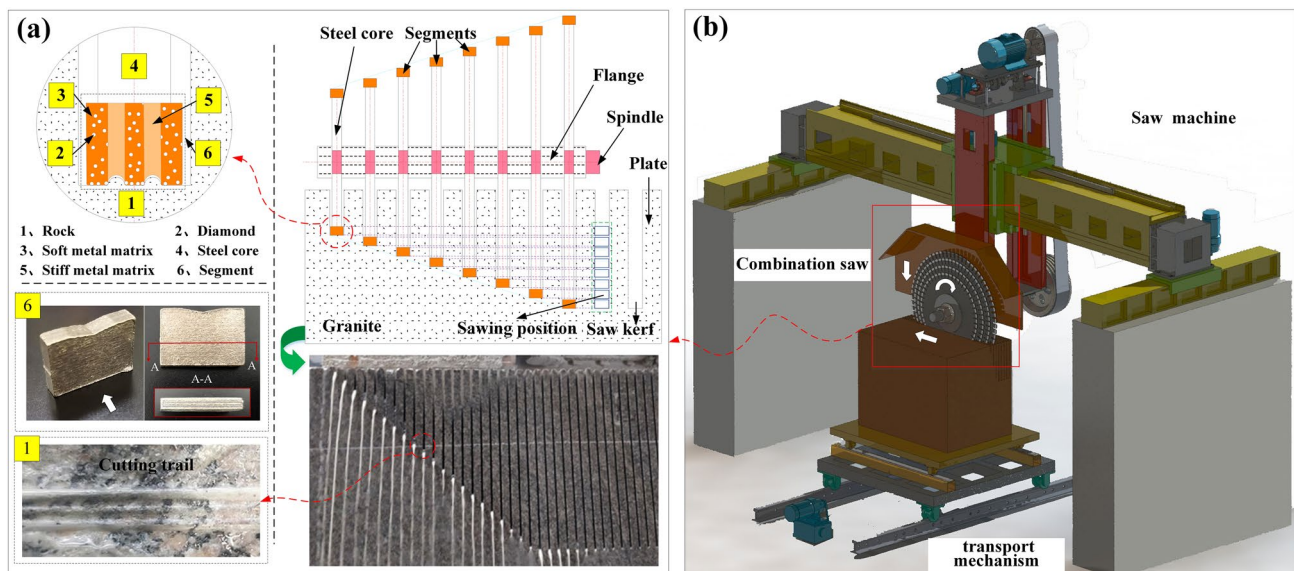 (a)
4
3
5
2
6
1
1、Rock
2、Diamond
3、Soft metal matrix
4、Steel core
5、Stiff metal matrix
6、Segment
Steel core
Segments
Flange
Spindle
Plate
Granite
Sawing position
Saw kerf
6
A
A
A-A
1
Cutting trail
(b)
Saw machine
Combination saw
transport
mechanism